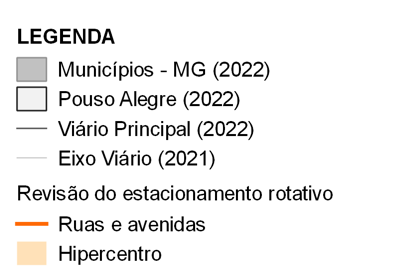 LEGENDA
Municípios - MG (2022)
Pouso Alegre (2022)
Viário Principal (2022)
Eixo Viário (2021)
Revisão do estacionamento rotativo
Ruas e avenidas
Hipercentro